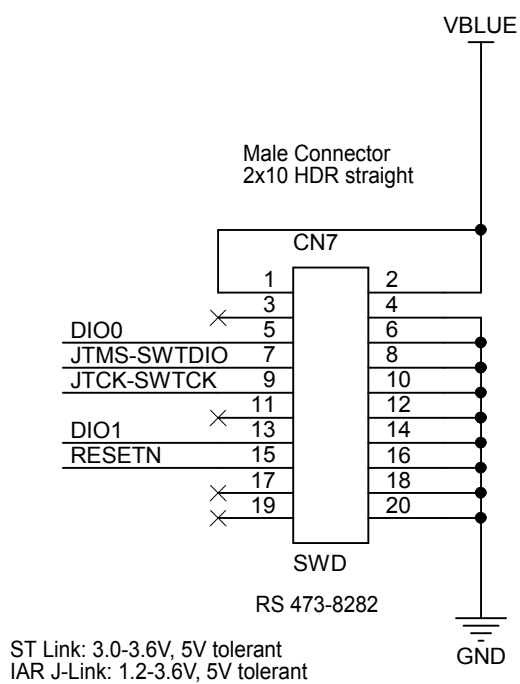 VBLUE
Male Connector
2x10 HDR straight
CN7
1 2
3 4
DIO0 5 6
JTMS-SWTDIO 7 8
JTCK-SWTCK 9 10
11 12
DIO1 13 14
RESETN 15 16
17 18
19 20
SWD
RS 473-8282
GND
ST Link: 3.0-3.6V, 5V tolerant
IAR J-Link: 1.2-3.6V, 5V tolerant